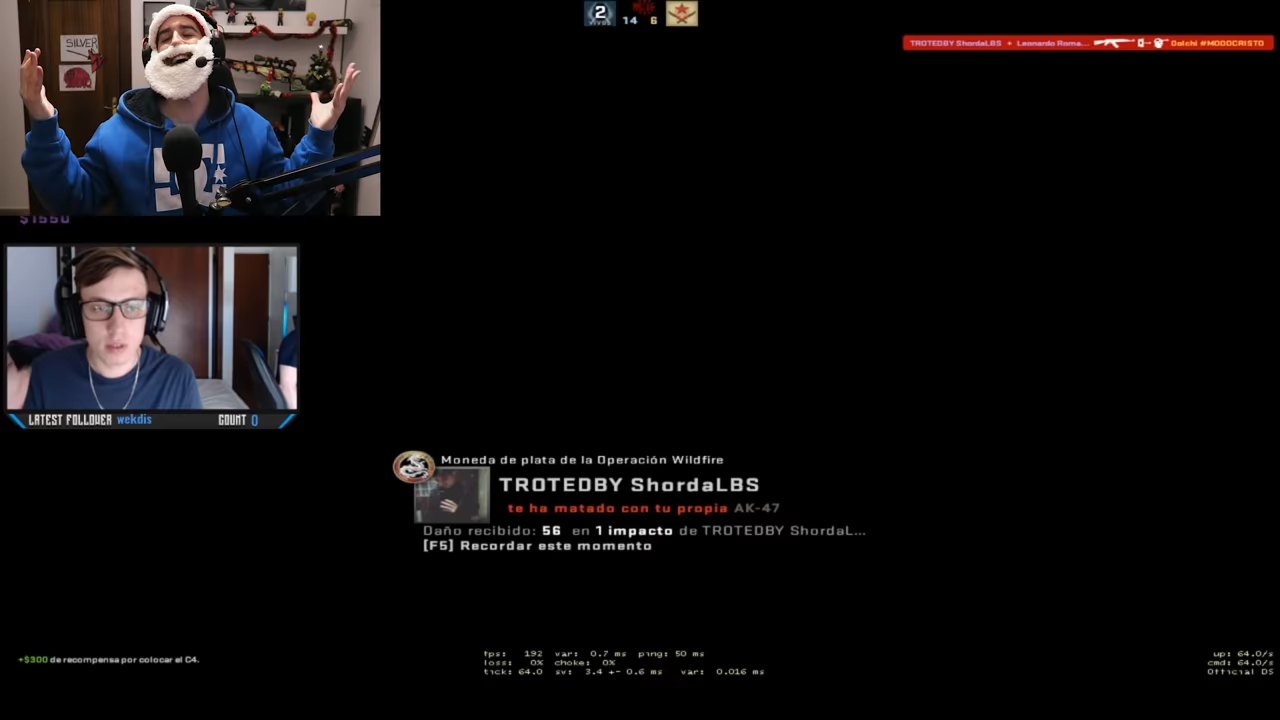 SILVER
2
VIVOS
14
6
TROTEDBY ShordaLBS + Leonardo Roma... Dolchi #MODOCRISTO
$1550
LATEST FOLLOWER wekdis COUNT 0
Moneda de plata de la Operación Wildfire
TROTEDBY ShordaLBS
te ha matado con tu propia AK-47
Daño recibido: 56 en 1 impacto de TROTEDBY ShordaL...
[F5] Recordar este momento
+$300 de recompensa por colocar el C4.
fps: 192 var: 0.7 ms ping: 50 ms
loss: 0% choke: 0%
tick: 64.0 sv: 3.4 +- 0.6 ms var: 0.016 ms
up: 64.0/s
cmd: 64.0/s
Official DS